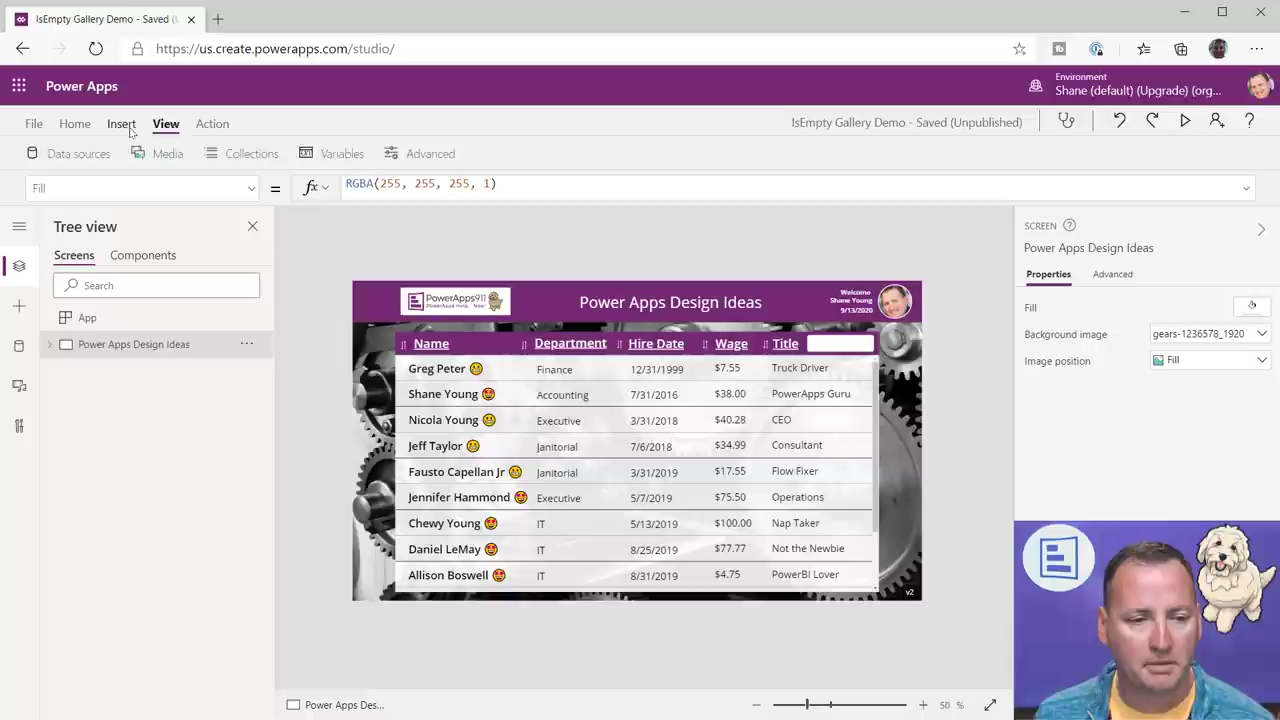 IsEmpty Gallery Demo - Saved (
https://us.create.powerapps.com/studio/
Power Apps
Environment
Shane (default) (Upgrade) (org...
File Home Insert View Action
IsEmpty Gallery Demo - Saved (Unpublished)
Data sources Media Collections Variables Advanced
Fill = fx RGBA(255, 255, 255, 1)
Tree view
Screens Components
Search
App
Power Apps Design Ideas
PowerApps911
PowerApps Help. Now!
Power Apps Design Ideas
Welcome
Shane Young
9/13/2020
Name Department Hire Date Wage Title
Greg Peter Finance 12/31/1999 $7.55 Truck Driver
Shane Young Accounting 7/31/2016 $38.00 PowerApps Guru
Nicola Young Executive 3/31/2018 $40.28 CEO
Jeff Taylor Janitorial 7/6/2018 $34.99 Consultant
Fausto Capellan Jr Janitorial 3/31/2019 $17.55 Flow Fixer
Jennifer Hammond Executive 5/7/2019 $75.50 Operations
Chewy Young IT 5/13/2019 $100.00 Nap Taker
Daniel LeMay IT 8/25/2019 $77.77 Not the Newbie
Allison Boswell IT 8/31/2019 $4.75 PowerBI Lover
v2
SCREEN
Power Apps Design Ideas
Properties Advanced
Fill
Background image gears-1236578_1920
Image position Fill
Power Apps Des...
50 %